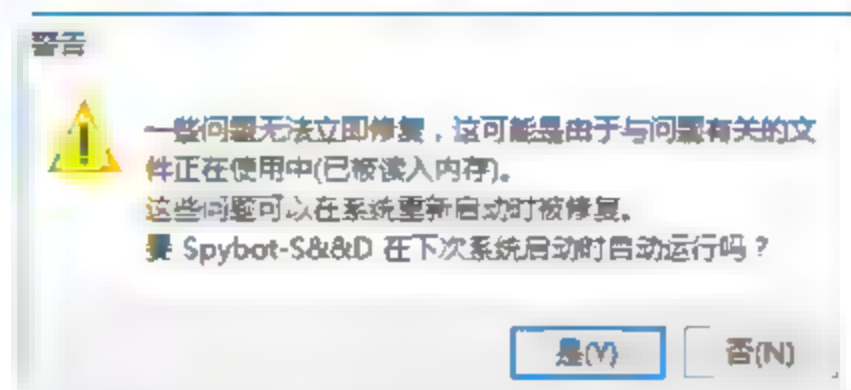 警告
一些问题无法立即修复，这可能是由于与问题有关的文
件正在使用中(已被读入内存)。
这些问题可以在系统重新启动时被修复。
要 Spybot-S&&D 在下次系统启动时自动运行吗？
是(Y)
否(N)